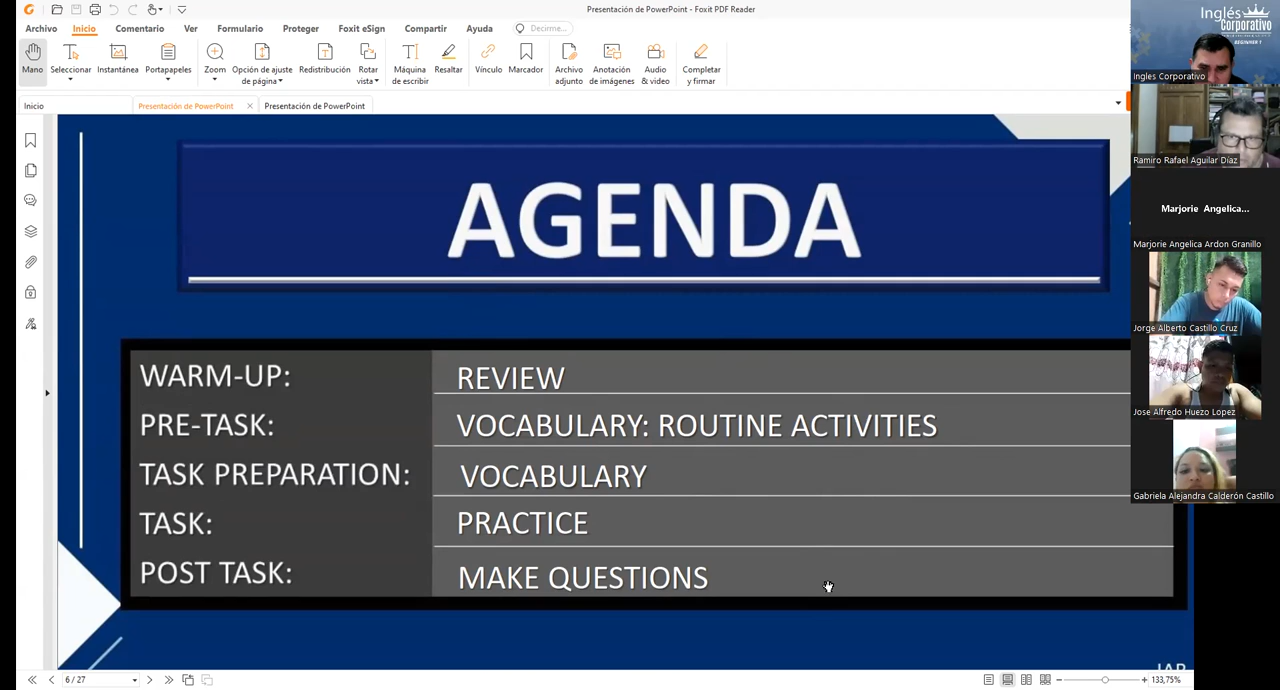 Presentación de PowerPoint - Foxit PDF Reader
Archivo Inicio Comentario Ver Formulario Proteger Foxit eSign Compartir Ayuda Decirme...
Mano Seleccionar Instantánea Portapapeles Zoom Opción de ajuste de página Redistribución Rotar vista Máquina de escribir Resaltar Vínculo Marcador Archivo adjunto Anotación de imágenes Audio & video Completar y firmar
Inicio Presentación de PowerPoint Presentación de PowerPoint
AGENDA
WARM-UP: REVIEW
PRE-TASK: VOCABULARY: ROUTINE ACTIVITIES
TASK PREPARATION: VOCABULARY
TASK: PRACTICE
POST TASK: MAKE QUESTIONS
6 / 27
133,75%
Inglés
Corporativo
BEGINNER 1
Ingles Corporativo
Ramiro Rafael Aguilar Díaz
Marjorie Angelica...
Marjorie Angelica Ardon Granillo
Jorge Alberto Castillo Cruz
Jose Alfredo Huezo Lopez
Gabriela Alejandra Calderón Castillo